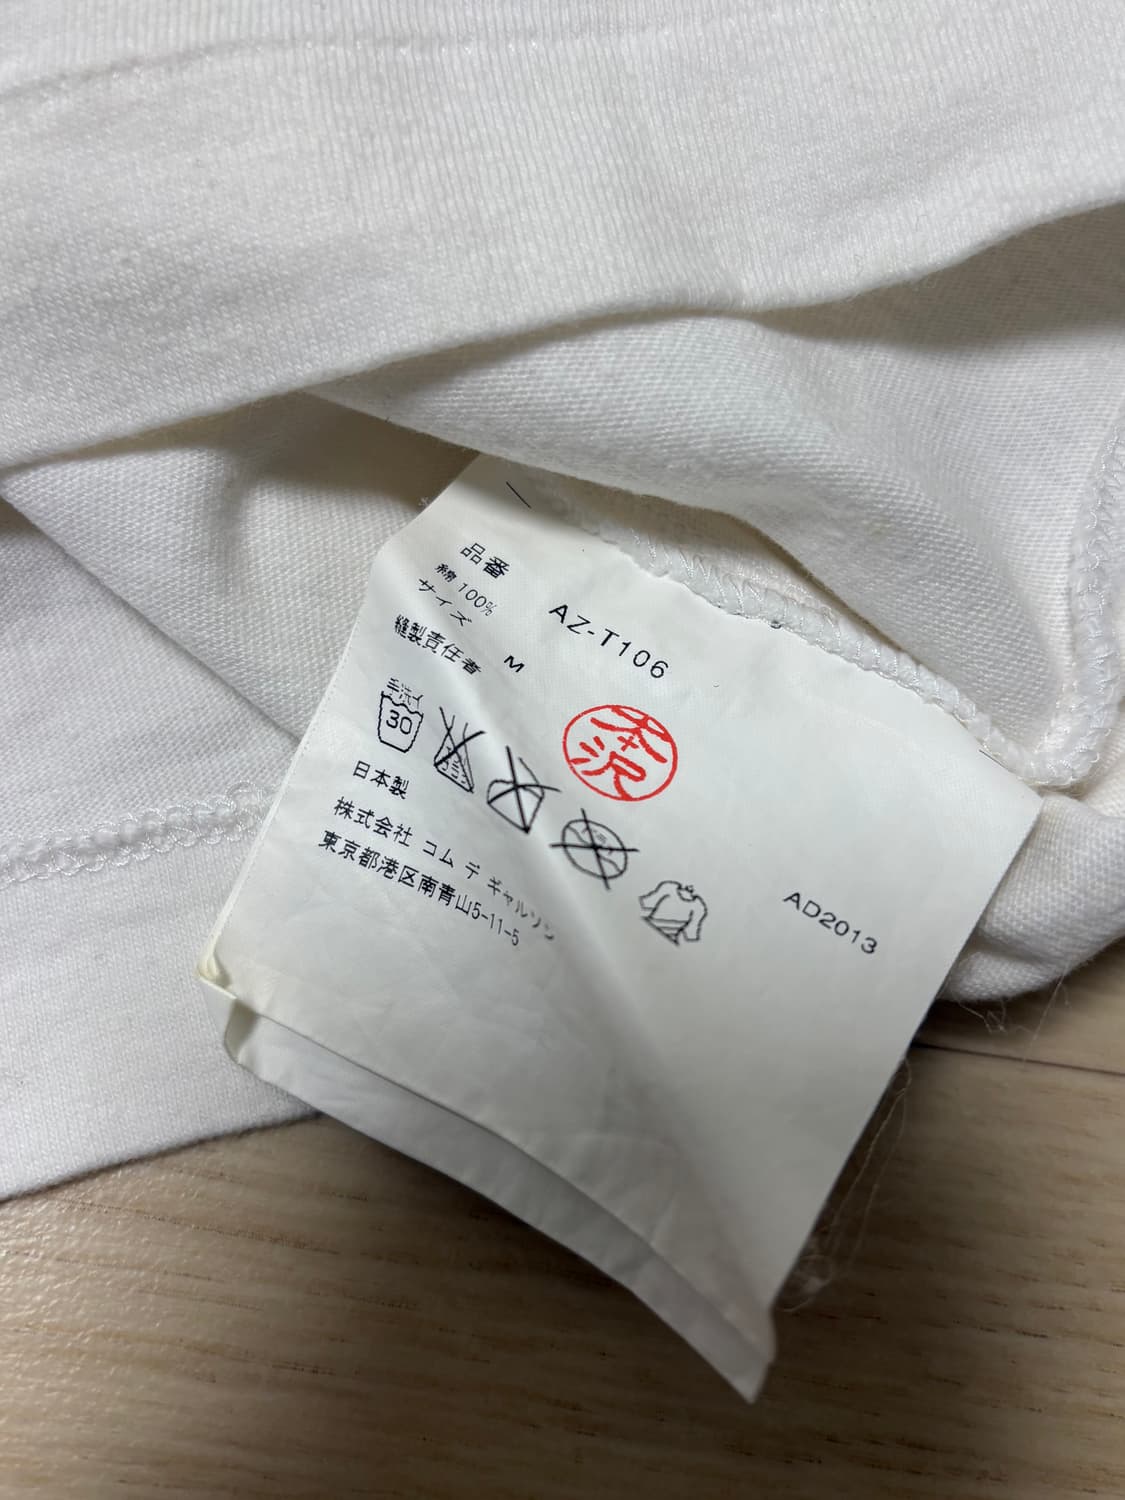 品番 AZ-T106
綿 100%
サイズ M
縫製責任者 本沢
手洗イ
30
日本製
株式会社 コム デ ギャルソン
東京都港区南青山5-11-5
AD2013